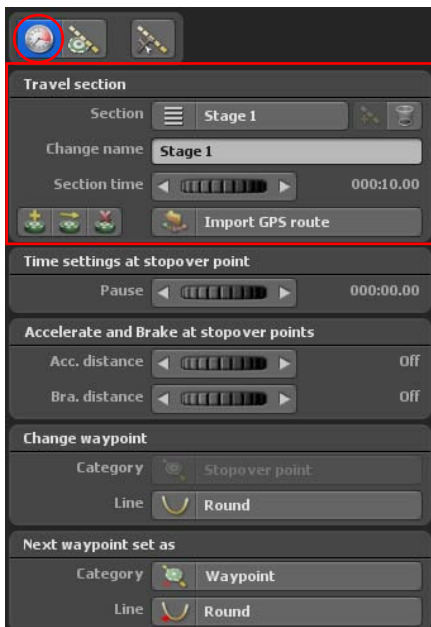 Travel section
Section Stage 1
Change name Stage 1
Section time 000:10.00
Import GPS route
Time settings at stopover point
Pause 000:00.00
Accelerate and Brake at stopover points
Acc. distance Off
Bra. distance Off
Change waypoint
Category Stopover point
Line Round
Next waypoint set as
Category Waypoint
Line Round